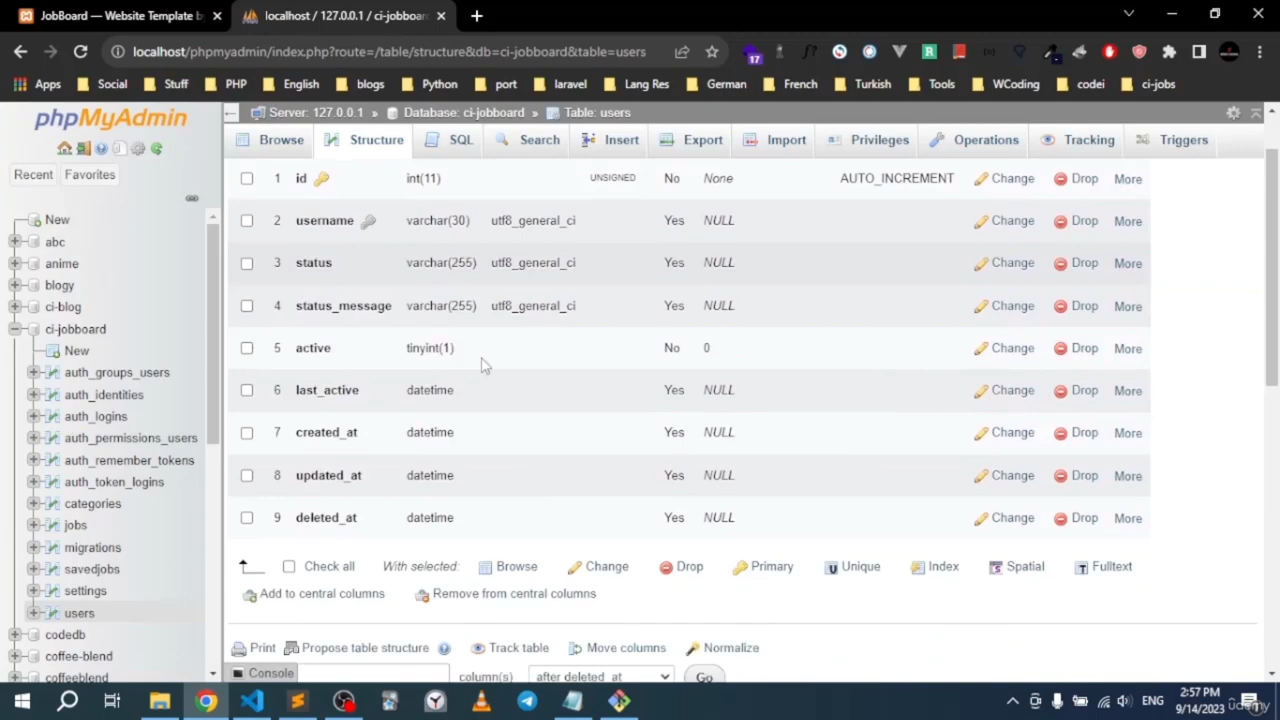 JobBoard — Website Template by
localhost / 127.0.0.1 / ci-jobboard
localhost/phpmyadmin/index.php?route=/table/structure&db=ci-jobboard&table=users
17
Apps Social Stuff PHP English blogs Python port laravel Lang Res German French Turkish Tools WCoding codei ci-jobs
phpMyAdmin
Recent Favorites
New
abc
anime
blogy
ci-blog
ci-jobboard
New
auth_groups_users
auth_identities
auth_logins
auth_permissions_users
auth_remember_tokens
auth_token_logins
categories
jobs
migrations
savedjobs
settings
users
codedb
coffee-blend
coffeeblend
Server: 127.0.0.1 » Database: ci-jobboard » Table: users
Browse Structure SQL Search Insert Export Import Privileges Operations Tracking Triggers
1 id int(11) UNSIGNED No None AUTO_INCREMENT Change Drop More
2 username varchar(30) utf8_general_ci Yes NULL Change Drop More
3 status varchar(255) utf8_general_ci Yes NULL Change Drop More
4 status_message varchar(255) utf8_general_ci Yes NULL Change Drop More
5 active tinyint(1) No 0 Change Drop More
6 last_active datetime Yes NULL Change Drop More
7 created_at datetime Yes NULL Change Drop More
8 updated_at datetime Yes NULL Change Drop More
9 deleted_at datetime Yes NULL Change Drop More
Check all With selected: Browse Change Drop Primary Unique Index Spatial Fulltext
Add to central columns Remove from central columns
Print Propose table structure Track table Move columns Normalize
Console column(s) after deleted_at Go
ENG
2:57 PM
9/14/2023
udemy